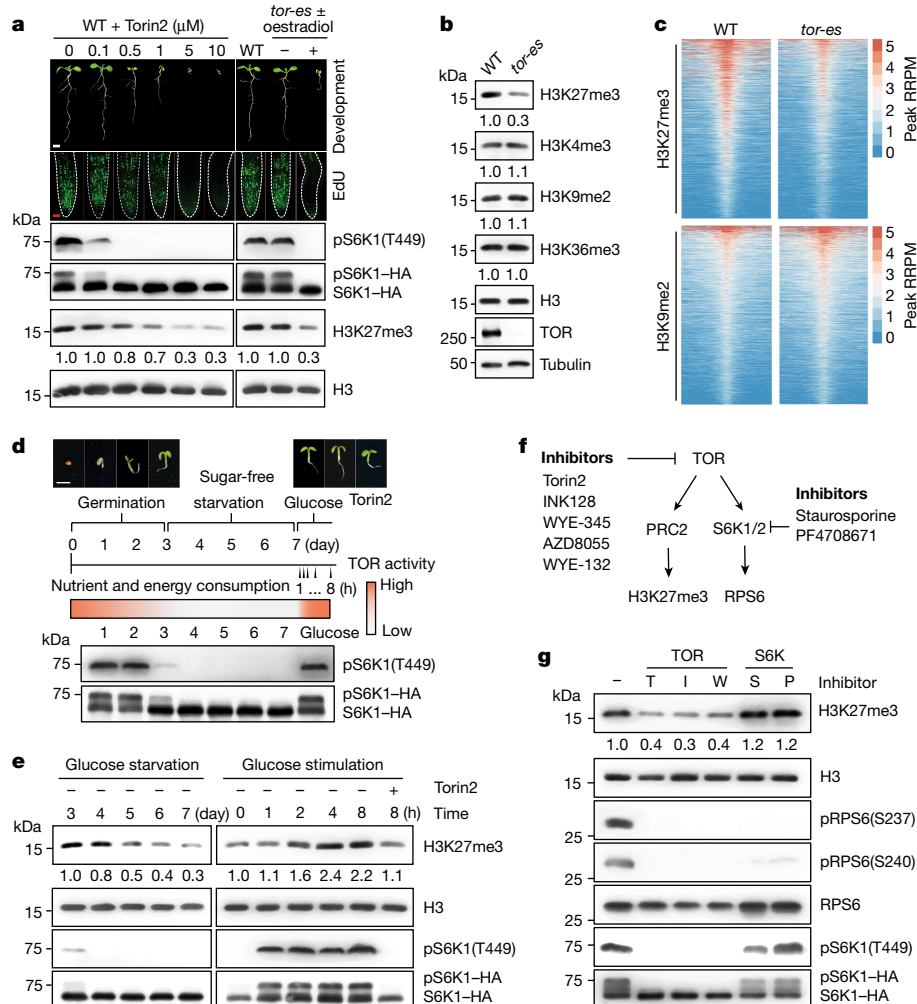 a
WT + Torin2 (μM)
tor-es ±
oestradiol
0 0.1 0.5 1 5 10 WT – +
Development
EdU
kDa
75 pS6K1(T449)
75 pS6K1–HA
S6K1–HA
15 H3K27me3
1.0 1.0 0.8 0.7 0.3 0.3 1.0 1.0 0.3
15 H3
b
WT tor-es
kDa
15 H3K27me3
1.0 0.3
15 H3K4me3
1.0 1.1
15 H3K9me2
1.0 1.1
15 H3K36me3
1.0 1.0
15 H3
250 TOR
50 Tubulin
c
WT tor-es
H3K27me3
5
4
3
2
1
0
Peak RRPM
H3K9me2
5
4
3
2
1
0
Peak RRPM
d
Sugar-free
Germination starvation Glucose Torin2
0 1 2 3 4 5 6 7 (day)
TOR activity
Nutrient and energy consumption 1 ... 8 (h)
High
Low
kDa 1 2 3 4 5 6 7 Glucose
75 pS6K1(T449)
75 pS6K1–HA
S6K1–HA
e
Glucose starvation Glucose stimulation
– – – – – – – – – – + Torin2
3 4 5 6 7 (day) 0 1 2 4 8 8 (h) Time
kDa
15 H3K27me3
1.0 0.8 0.5 0.4 0.3 1.0 1.1 1.6 2.4 2.2 1.1
15 H3
75 pS6K1(T449)
75 pS6K1–HA
S6K1–HA
f
Inhibitors
Torin2
INK128
WYE-345
AZD8055
WYE-132
TOR
PRC2 S6K1/2
H3K27me3 RPS6
Inhibitors
Staurosporine
PF4708671
g
TOR S6K
– T I W S P Inhibitor
kDa
15 H3K27me3
1.0 0.4 0.3 0.4 1.2 1.2
15 H3
25 pRPS6(S237)
25 pRPS6(S240)
25 RPS6
75 pS6K1(T449)
75 pS6K1–HA
S6K1–HA